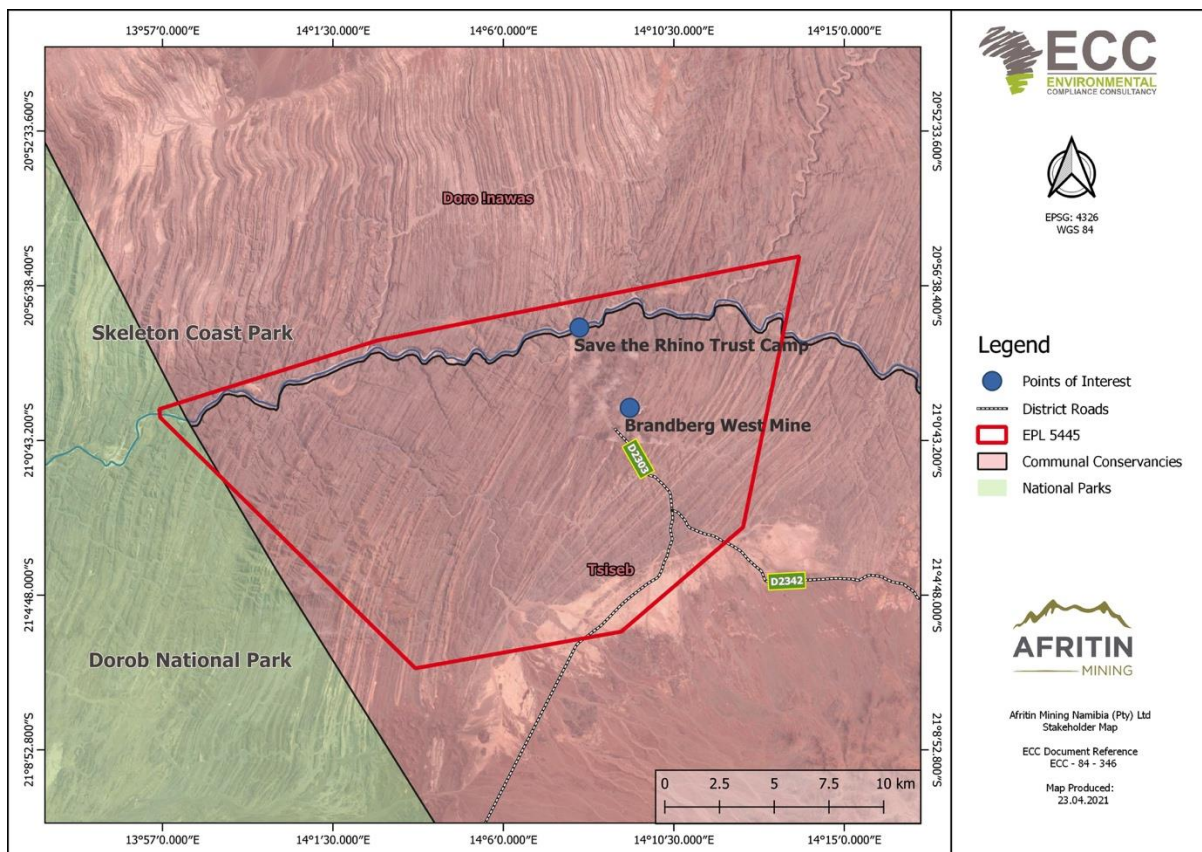 13°57'0.000"E
14°1'30.000"E
14°6'0.000"E
14°10'30.000"E
14°15'0.000"E
20°52'33.600"S
20°52'33.600"S
Doro !nawas
20°56'38.400"S
20°56'38.400"S
Skeleton Coast Park
Save the Rhino Trust Camp
Brandberg West Mine
21°0'43.200"S
21°0'43.200"S
D2303
Tsiseb
D2342
21°4'48.000"S
21°4'48.000"S
Dorob National Park
21°8'52.800"S
21°8'52.800"S
0 2.5 5 7.5 10 km
13°57'0.000"E
14°1'30.000"E
14°6'0.000"E
14°10'30.000"E
14°15'0.000"E
ECC
ENVIRONMENTAL
COMPLIANCE CONSULTANCY
EPSG: 4326
WGS 84
Legend
Points of Interest
District Roads
EPL 5445
Communal Conservancies
National Parks
AFRITIN
MINING
Afritin Mining Namibia (Pty) Ltd
Stakeholder Map
ECC Document Reference
ECC - 84 - 346
Map Produced:
23.04.2021